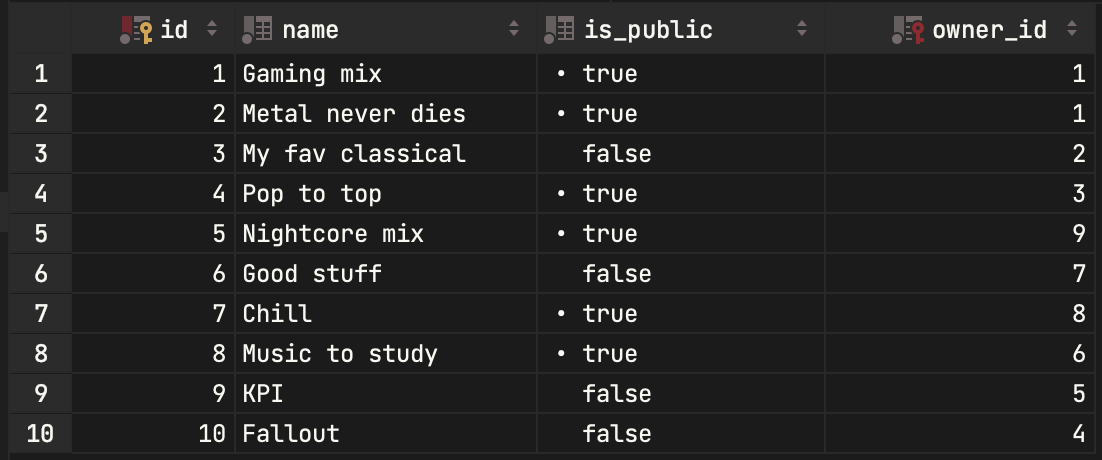 id name is_public owner_id
1 1 Gaming mix • true 1
2 2 Metal never dies • true 1
3 3 My fav classical false 2
4 4 Pop to top • true 3
5 5 Nightcore mix • true 9
6 6 Good stuff false 7
7 7 Chill • true 8
8 8 Music to study • true 6
9 9 KPI false 5
10 10 Fallout false 4